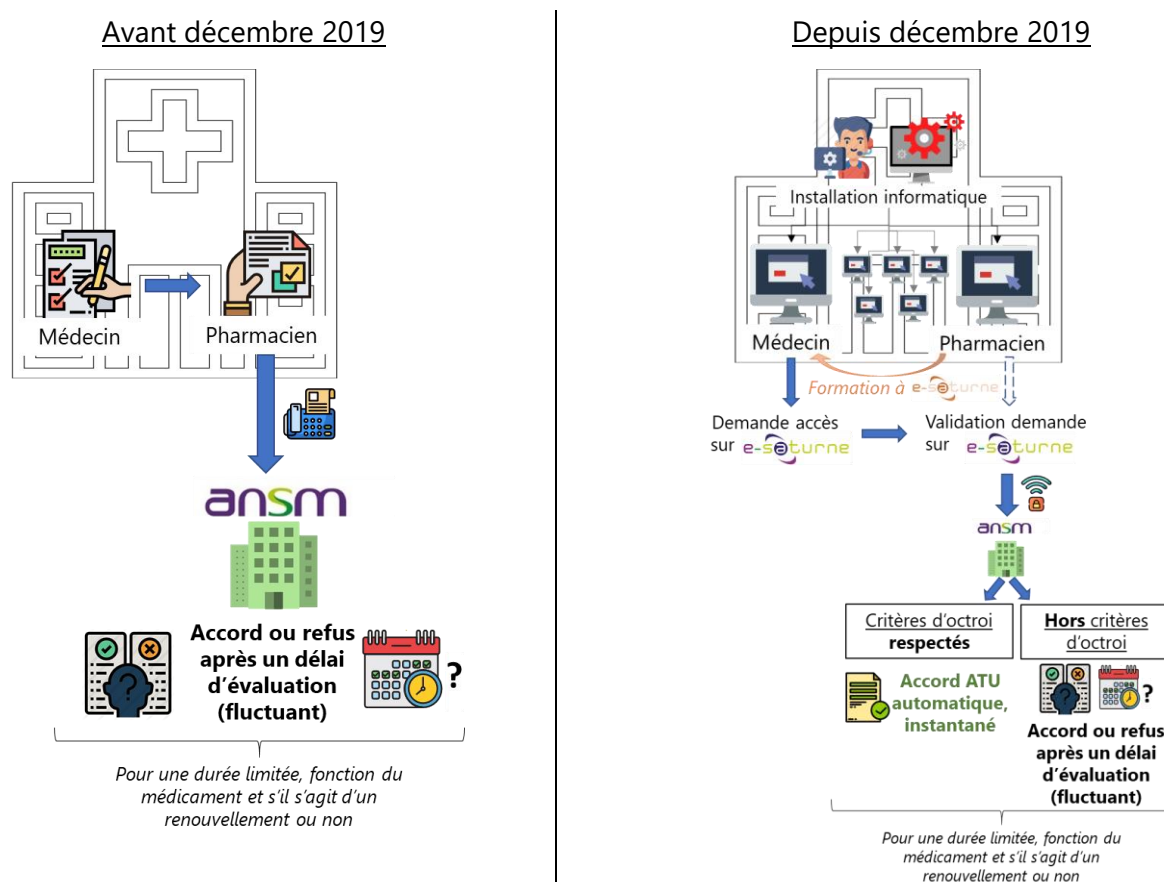 Avant décembre 2019
Médecin
Pharmacien
ansm
Accord ou refus
après un délai
d’évaluation
(fluctuant)
?
?
Pour une durée limitée, fonction du
médicament et s’il s’agit d’un
renouvellement ou non
Depuis décembre 2019
Installation informatique
Médecin
Pharmacien
Formation à e-saturne
Demande accès
sur e-saturne
Validation demande
sur e-saturne
ansm
Critères d’octroi
respectés
Hors critères
d’octroi
Accord ATU
automatique,
instantané
?
?
Accord ou refus
après un délai
d’évaluation
(fluctuant)
Pour une durée limitée, fonction du
médicament et s’il s’agit d’un
renouvellement ou non